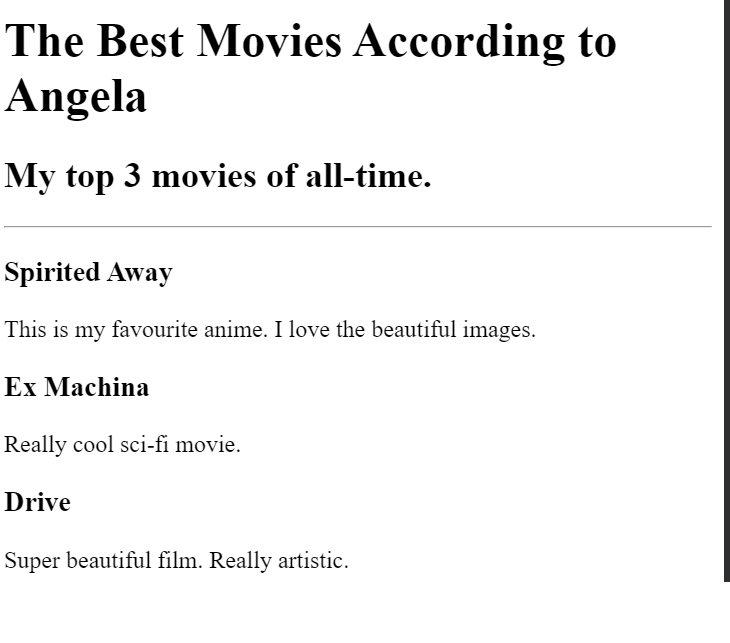 The Best Movies According to
Angela
My top 3 movies of all-time.
Spirited Away
This is my favourite anime. I love the beautiful images.
Ex Machina
Really cool sci-fi movie.
Drive
Super beautiful film. Really artistic.